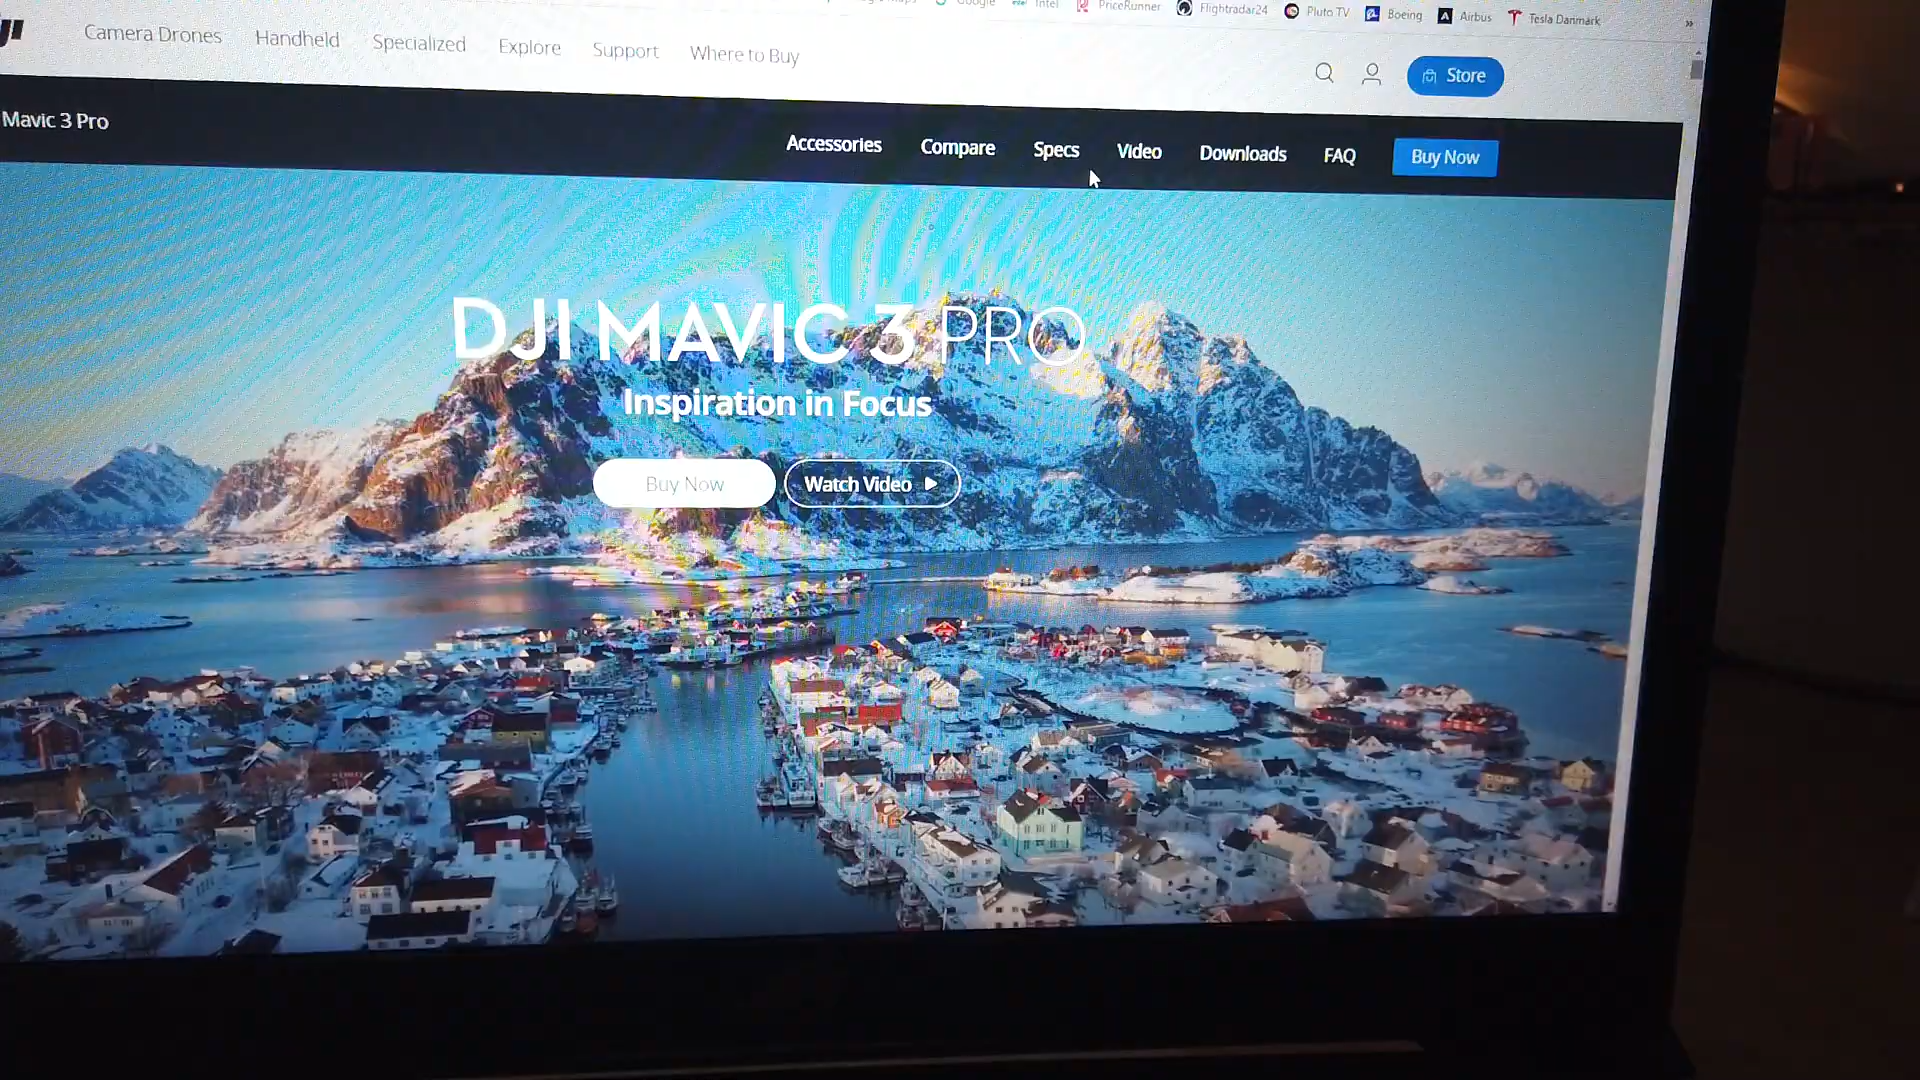 Google Intel PriceRunner Flightradar24 Pluto TV Boeing Airbus Tesla Danmark »
Camera Drones Handheld Specialized Explore Support Where to Buy Store
Mavic 3 Pro Accessories Compare Specs Video Downloads FAQ Buy Now
DJI MAVIC 3 PRO
Inspiration in Focus
Buy Now Watch Video